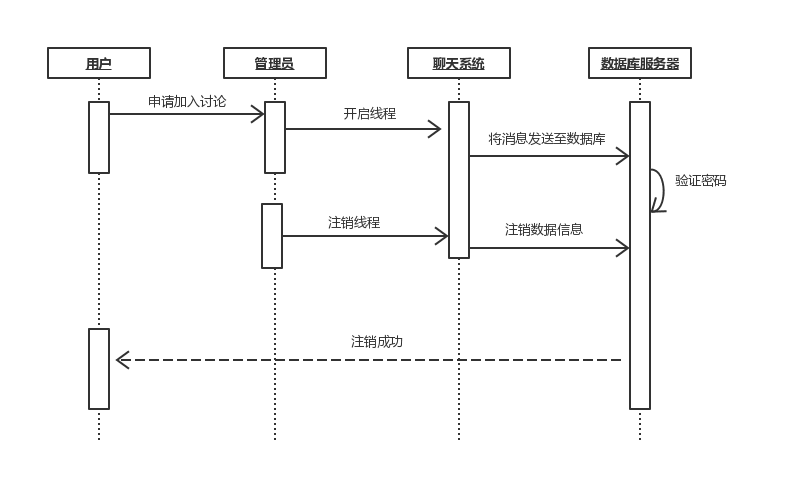 用户
管理员
聊天系统
数据库服务器
申请加入讨论
开启线程
将消息发送至数据库
验证密码
注销线程
注销数据信息
注销成功